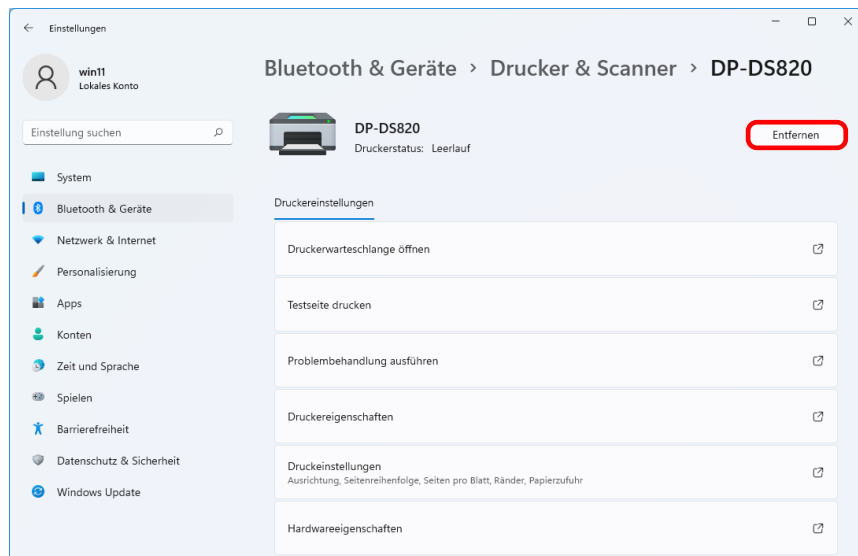 Einstellungen
win11
Lokales Konto
Einstellung suchen
System
Bluetooth & Geräte
Netzwerk & Internet
Personalisierung
Apps
Konten
Zeit und Sprache
Spielen
Barrierefreiheit
Datenschutz & Sicherheit
Windows Update
Bluetooth & Geräte > Drucker & Scanner > DP-DS820
DP-DS820
Druckerstatus: Leerlauf
Entfernen
Druckereinstellungen
Druckerwarteschlange öffnen
Testseite drucken
Problembehandlung ausführen
Druckereigenschaften
Druckeinstellungen
Ausrichtung, Seitenreihenfolge, Seiten pro Blatt, Ränder, Papierzufuhr
Hardwareeigenschaften